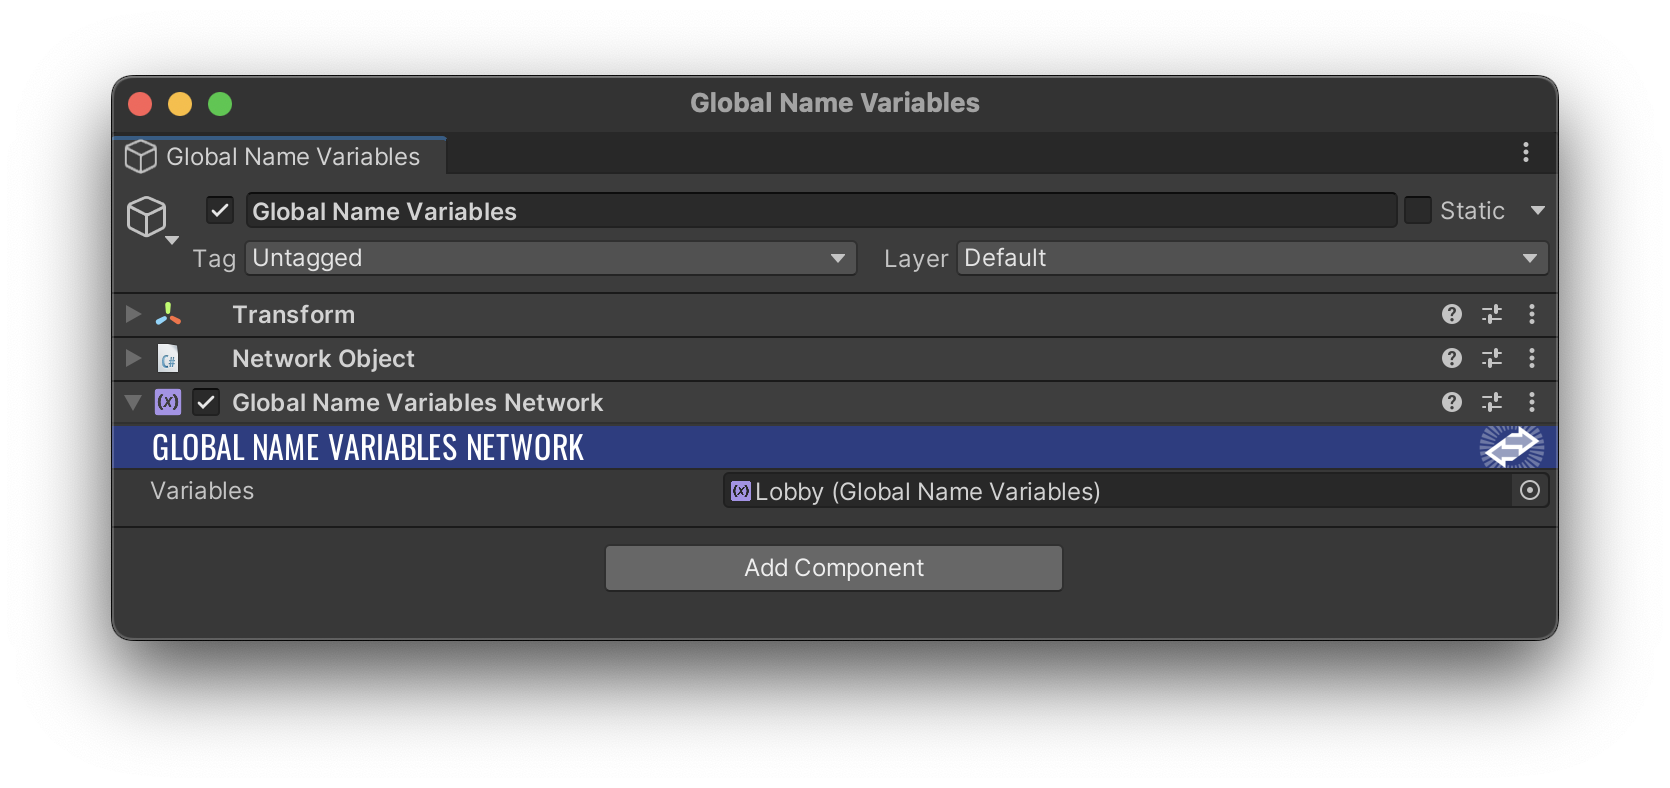 Global Name Variables
Global Name Variables
Global Name Variables
Static
Tag
Untagged
Layer
Default
Transform
Network Object
Global Name Variables Network
GLOBAL NAME VARIABLES NETWORK
Variables
Lobby (Global Name Variables)
Add Component